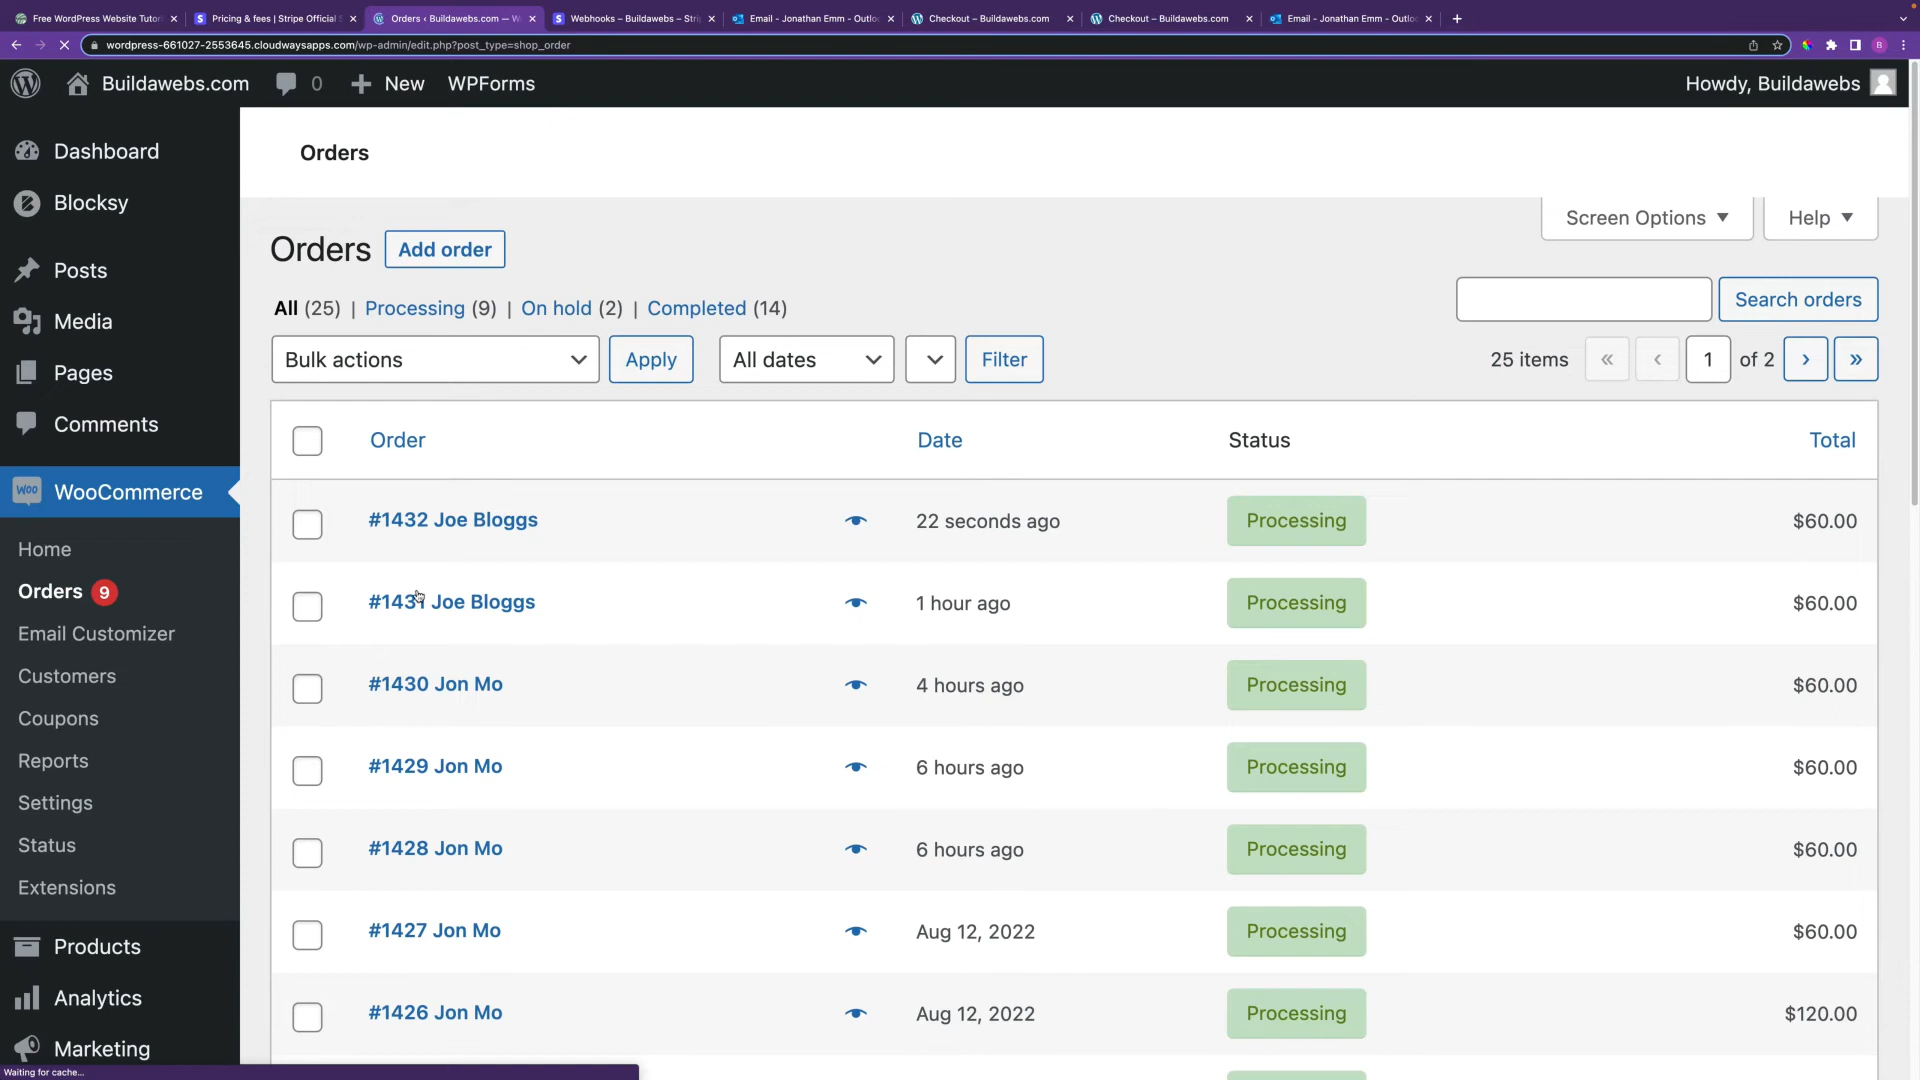 Free WordPress Website Tutori
Pricing & fees | Stripe Official S
Orders ‹ Buildawebs.com — W
Webhooks – Buildawebs – Strip
Email - Jonathan Emm - Outloo
Checkout – Buildawebs.com
Checkout – Buildawebs.com
Email - Jonathan Emm - Outloo
wordpress-661027-2553645.cloudwaysapps.com/wp-admin/edit.php?post_type=shop_order
B
Buildawebs.com
0
New
WPForms
Howdy, Buildawebs
Dashboard
Blocksy
Posts
Media
Pages
Comments
WOO
WooCommerce
Home
Orders 9
Email Customizer
Customers
Coupons
Reports
Settings
Status
Extensions
Products
Analytics
Marketing
Waiting for cache...
Orders
Screen Options
Help
Orders
Add order
All (25) | Processing (9) | On hold (2) | Completed (14)
Search orders
Bulk actions
Apply
All dates
Filter
25 items « ‹ 1 of 2 › »
Order Date Status Total
#1432 Joe Bloggs 22 seconds ago Processing $60.00
#1431 Joe Bloggs 1 hour ago Processing $60.00
#1430 Jon Mo 4 hours ago Processing $60.00
#1429 Jon Mo 6 hours ago Processing $60.00
#1428 Jon Mo 6 hours ago Processing $60.00
#1427 Jon Mo Aug 12, 2022 Processing $60.00
#1426 Jon Mo Aug 12, 2022 Processing $120.00